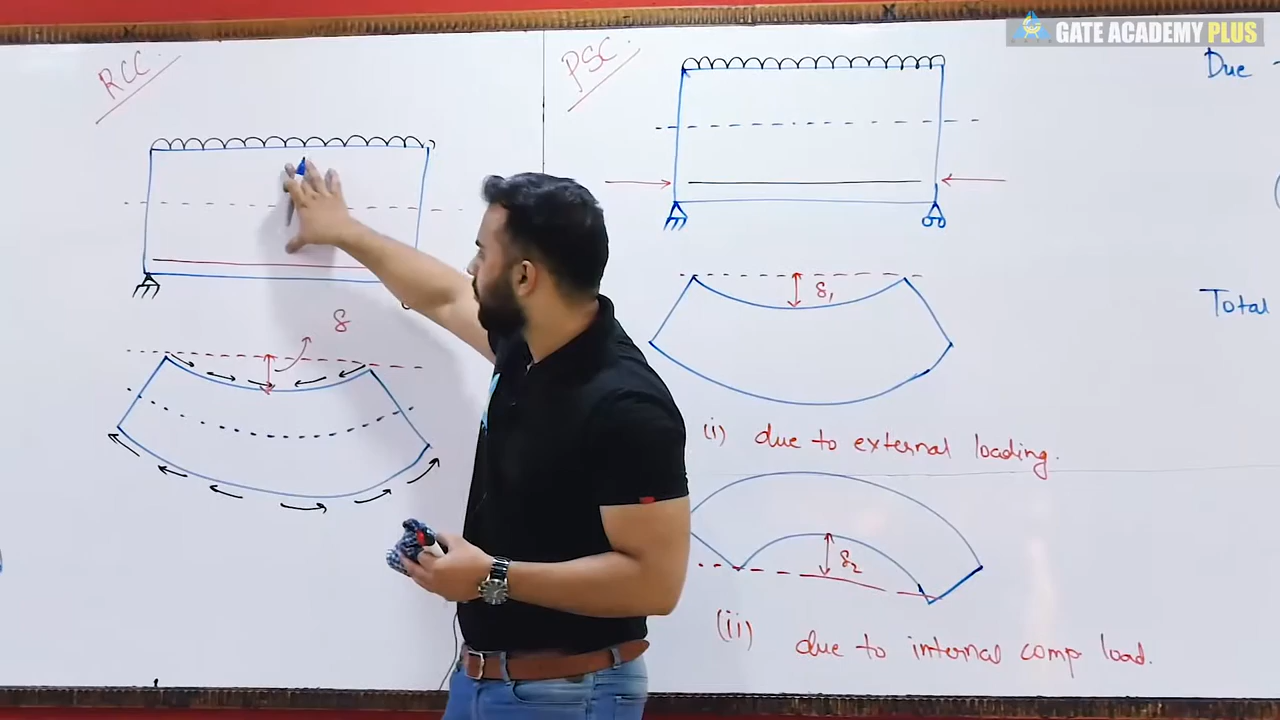 GATE ACADEMY PLUS
RCC.
PSC.
Due
δ
δ₁
Total
(i) due to external loading.
δ₂
(ii) due to internal comp load.